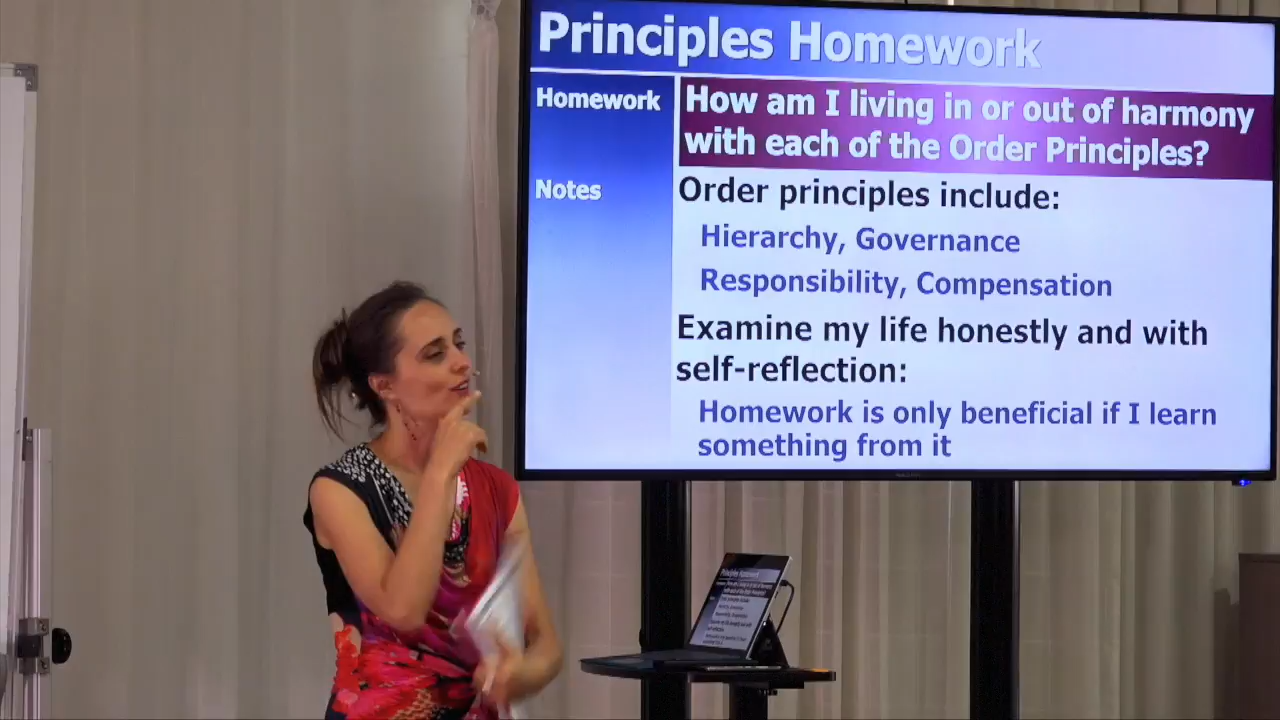 Principles Homework
Homework
How am I living in or out of harmony
with each of the Order Principles?
Notes
Order principles include:
Hierarchy, Governance
Responsibility, Compensation
Examine my life honestly and with
self-reflection:
Homework is only beneficial if I learn
something from it
Principles Homework